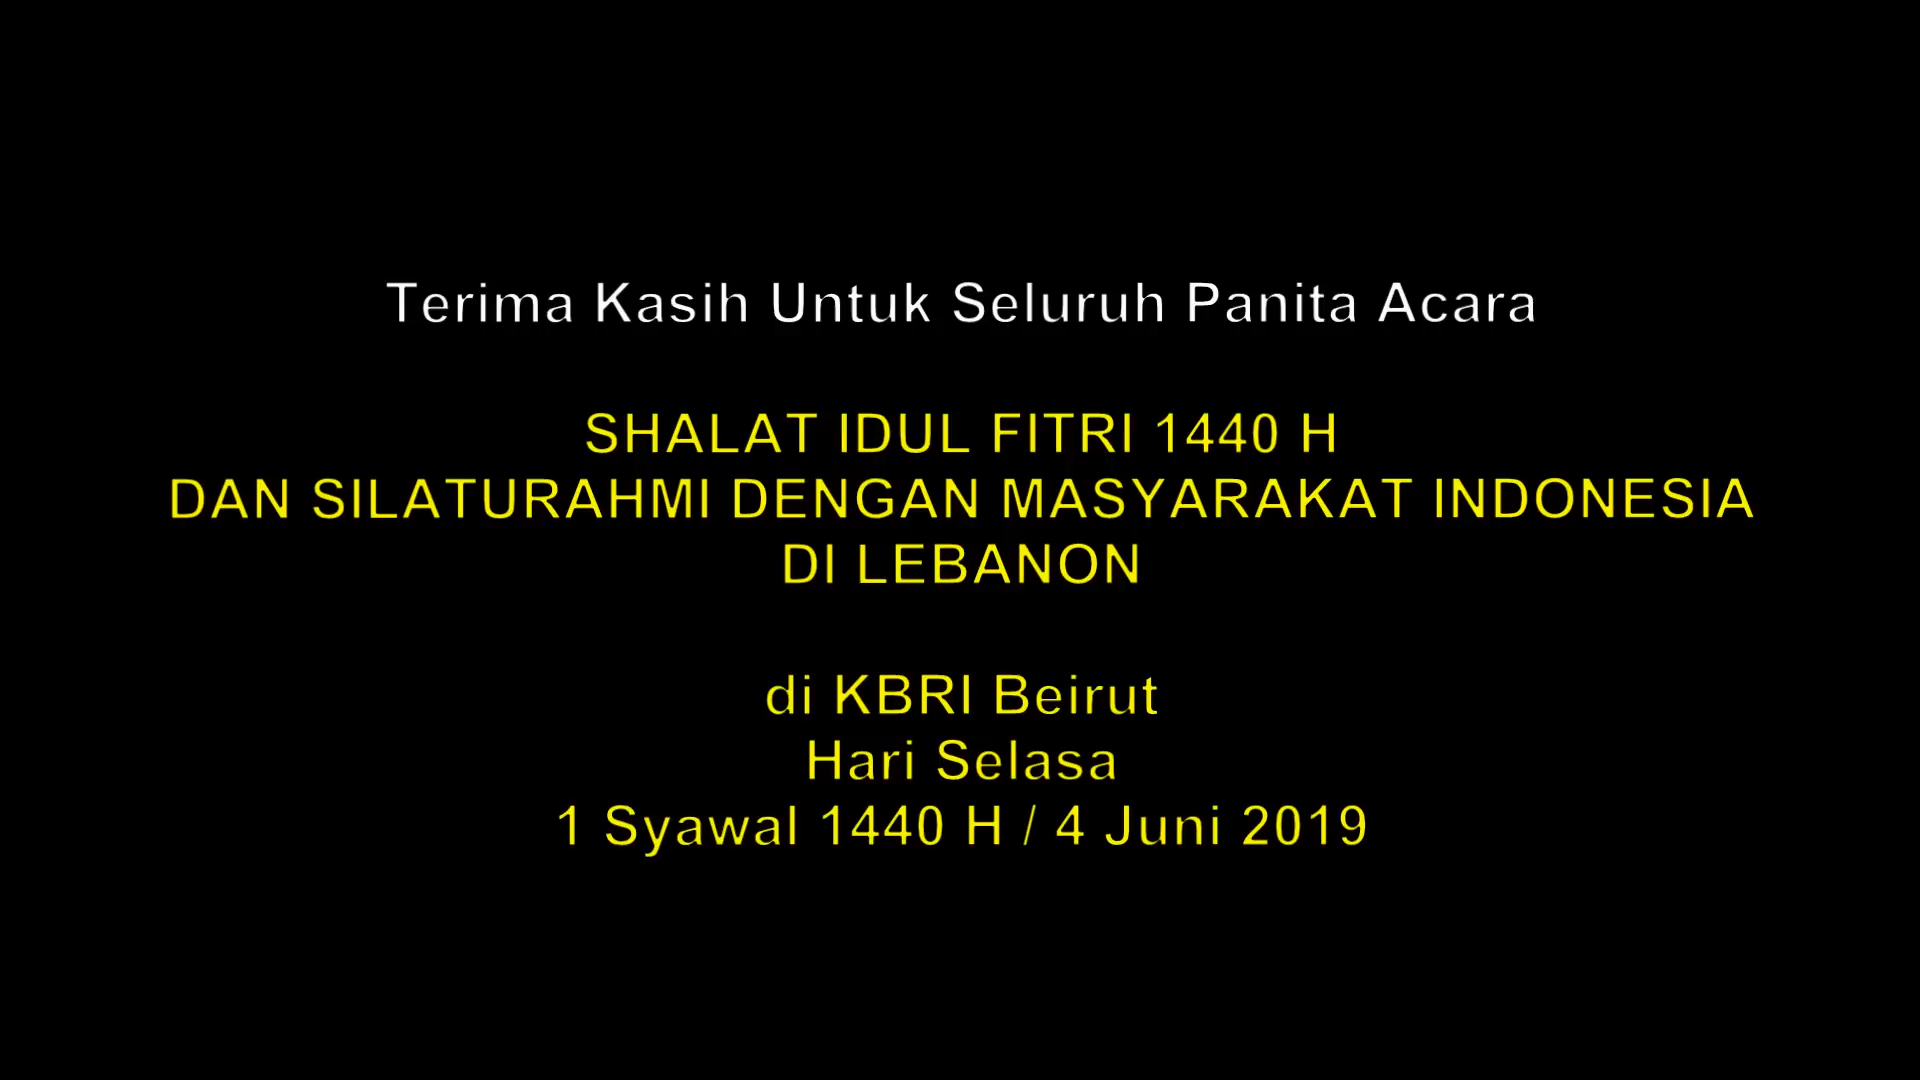 Terima Kasih Untuk Seluruh Panita Acara
SHALAT IDUL FITRI 1440 H
DAN SILATURAHMI DENGAN MASYARAKAT INDONESIA
DI LEBANON
di KBRI Beirut
Hari Selasa
1 Syawal 1440 H / 4 Juni 2019